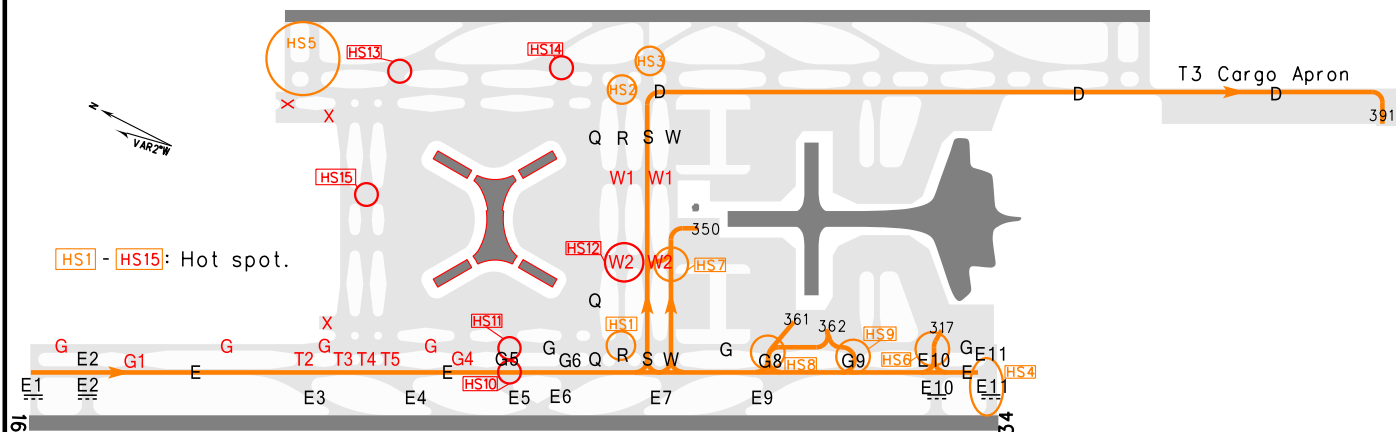 HS5
HS13
HS14
HS3
HS2
D
D
D
T3 Cargo Apron
391
X
X
N
VAR2°W
Q
R
S
W
HS15
W1
W1
350
HS1 - HS15: Hot spot.
HS12
W2
W2
HS7
Q
X
HS11
HS1
361
362
HS9
317
G
E2
G1
G
G
T2
T3
T4
T5
G
G4
G5
G
G6
Q
R
S
W
G
G8
HS8
G9
HS6
E10
G
E11
E1
E2
E
E
HS10
E
HS4
E3
E4
E5
E6
E7
E9
E10
E11
16
34